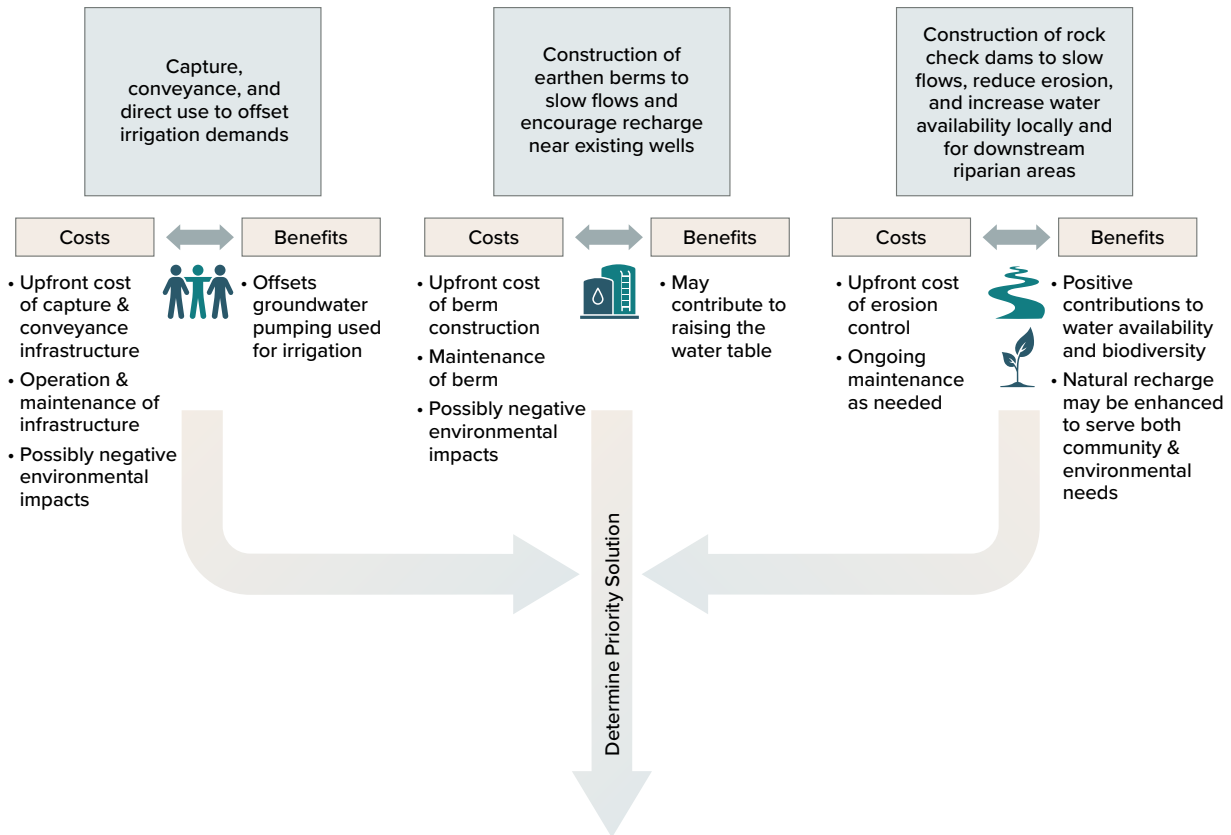 Capture,
conveyance, and
direct use to offset
irrigation demands
Construction of
earthen berms to
slow flows and
encourage recharge
near existing wells
Construction of rock
check dams to slow
flows, reduce erosion,
and increase water
availability locally and
for downstream
riparian areas
Costs
Benefits
• Upfront cost
of capture &
conveyance
infrastructure
• Operation &
maintenance of
infrastructure
• Possibly negative
environmental
impacts
• Offsets
groundwater
pumping used
for irrigation
Costs
Benefits
• Upfront cost
of berm
construction
• Maintenance
of berm
• Possibly negative
environmental
impacts
• May
contribute to
raising the
water table
Costs
Benefits
• Upfront cost
of erosion
control
• Ongoing
maintenance
as needed
• Positive
contributions to
water availability
and biodiversity
• Natural recharge
may be enhanced
to serve both
community &
environmental
needs
Determine Priority Solution